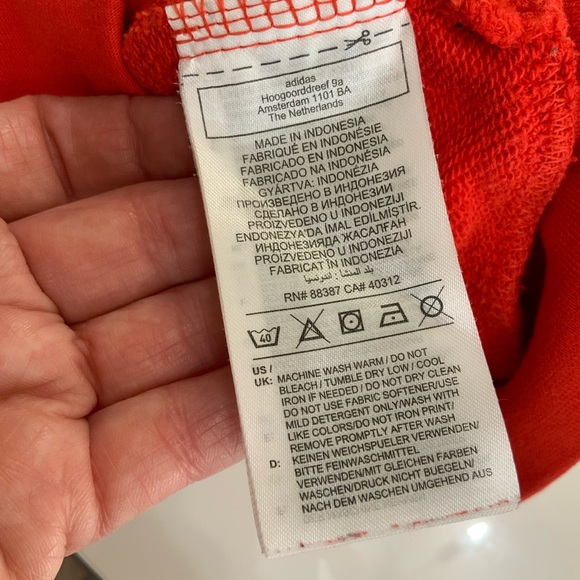 adidas
Hoogoorddreef 9a
Amsterdam 1101 BA
The Netherlands
MADE IN INDONESIA
FABRIQUÉ EN INDONÉSIE
FABRICADO EN INDONESIA
FABRICADO NA INDONÉSIA
GYÁRTVA: INDONÉZIA
ПРОИЗВЕДЕНО В ИНДОНЕЗИИ
СДЕЛАНО В ИНДОНЕЗИИ
PROIZVEDENO U INDONEZIJI
ENDONEZYA'DA İMAL EDİLMİŞTİR.
ИНДОНЕЗИЯДА ЖАСАЛҒАН
PROIZVEDENO U INDONEZIJI
FABRICAT ÎN INDONEZIA
بلد المنشأ: اندونيسيا
RN# 88387 CA# 40312
40
US / UK: MACHINE WASH WARM / DO NOT
BLEACH / TUMBLE DRY LOW / COOL
IRON IF NEEDED / DO NOT DRY CLEAN
DO NOT USE FABRIC SOFTENER/USE
MILD DETERGENT ONLY/WASH WITH
LIKE COLORS/DO NOT IRON PRINT/
REMOVE PROMPTLY AFTER WASH
D: KEINEN WEICHSPUELER VERWENDEN/
BITTE FEINWASCHMITTEL
VERWENDEN/MIT GLEICHEN FARBEN
WASCHEN/DRUCK NICHT BUEGELN/
NACH DEM WASCHEN UMGEHEND AUS